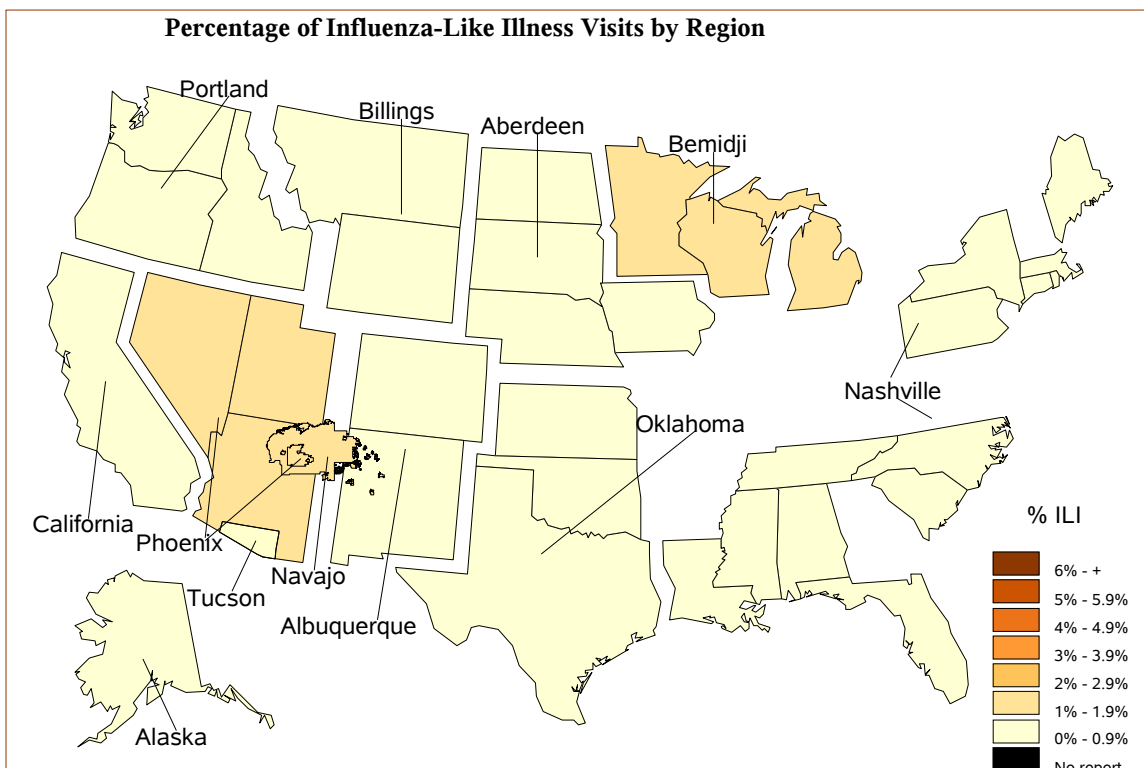 Percentage of Influenza-Like Illness Visits by Region
Portland
Billings
Aberdeen
Bemidji
Nashville
Oklahoma
California
Phoenix
Navajo
Tucson
Albuquerque
Alaska
% ILI
6% - +
5% - 5.9%
4% - 4.9%
3% - 3.9%
2% - 2.9%
1% - 1.9%
0% - 0.9%
No report